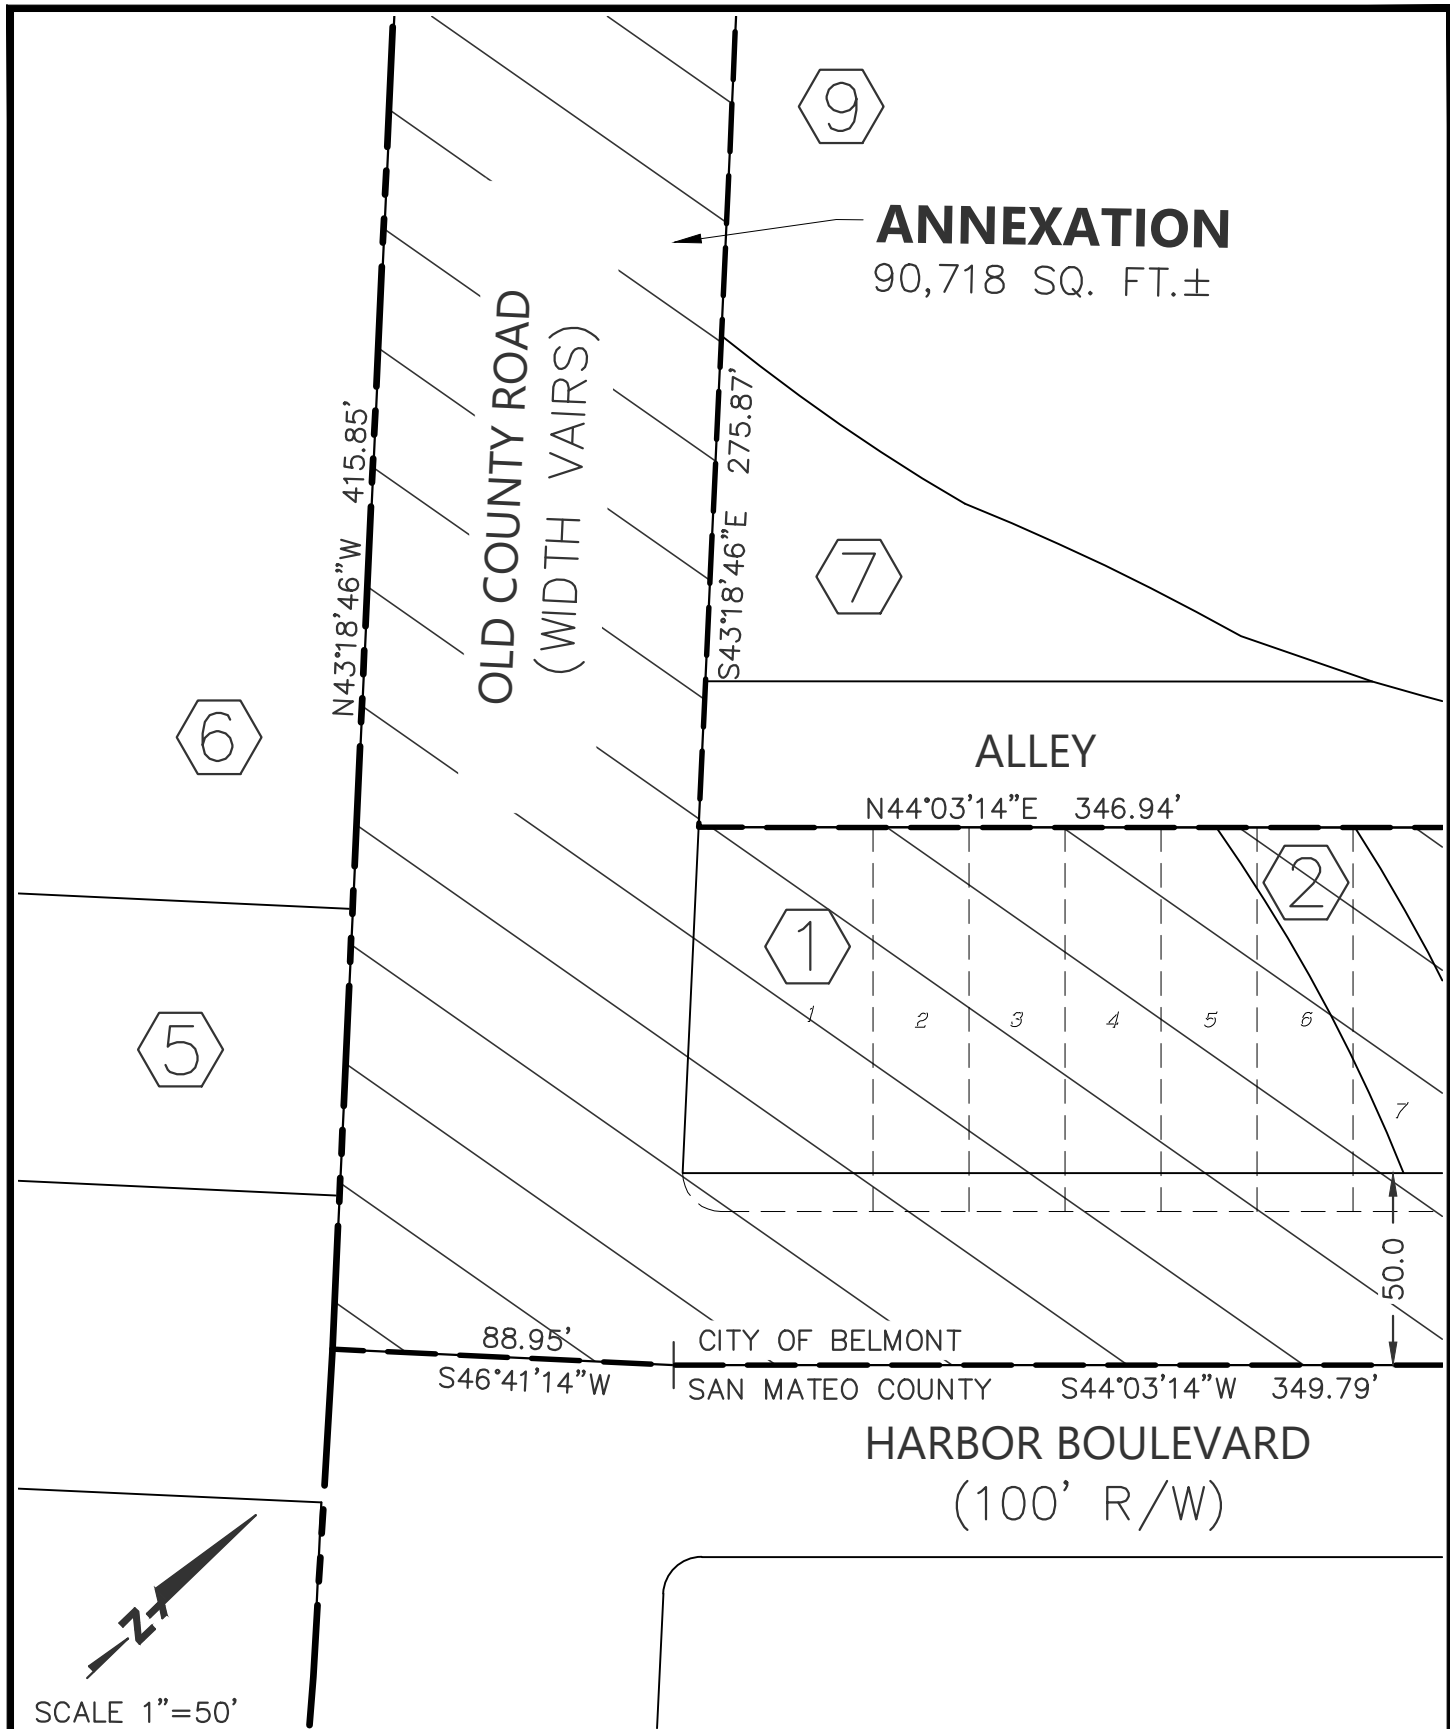 9
ANNEXATION
90,718 SQ. FT.±
OLD COUNTY ROAD
(WIDTH VAIRS)
N43°18'46"W 415.85'
S43°18'46"E 275.87'
7
6
ALLEY
N44°03'14"E 346.94'
2
1
5
1
2
3
4
5
6
7
50.0
88.95'
S46°41'14"W
CITY OF BELMONT
SAN MATEO COUNTY
S44°03'14"W 349.79'
HARBOR BOULEVARD
(100' R/W)
N
SCALE 1"=50'